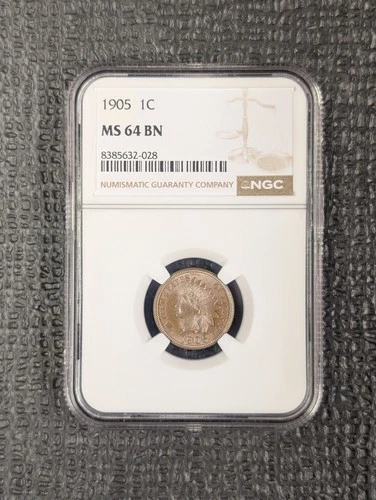 1905 1C
MS 64 BN
8385632-028
NUMISMATIC GUARANTY COMPANY NGC